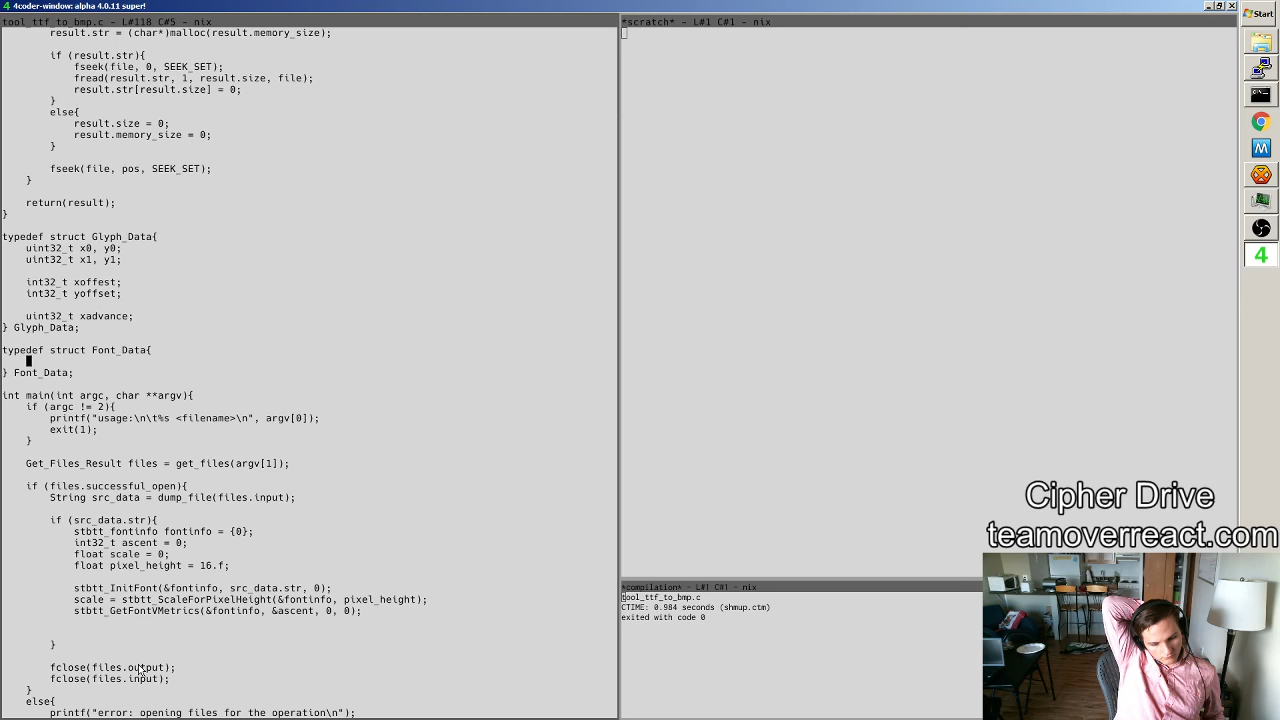 4coder-window: alpha 4.0.11 super!
tool_ttf_to_bmp.c - L#118 C#5 - nix
result.str = (char*)malloc(result.memory_size);
if (result.str){
fseek(file, 0, SEEK_SET);
fread(result.str, 1, result.size, file);
result.str[result.size] = 0;
}
else{
result.size = 0;
result.memory_size = 0;
}
fseek(file, pos, SEEK_SET);
}
return(result);
}
typedef struct Glyph_Data{
uint32_t x0, y0;
uint32_t x1, y1;
int32_t xoffest;
int32_t yoffset;
uint32_t xadvance;
} Glyph_Data;
typedef struct Font_Data{
} Font_Data;
int main(int argc, char **argv){
if (argc != 2){
printf("usage:\n\t%s <filename>\n", argv[0]);
exit(1);
}
Get_Files_Result files = get_files(argv[1]);
if (files.successful_open){
String src_data = dump_file(files.input);
if (src_data.str){
stbtt_fontinfo fontinfo = {0};
int32_t ascent = 0;
float scale = 0;
float pixel_height = 16.f;
stbtt_InitFont(&fontinfo, src_data.str, 0);
scale = stbtt_ScaleForPixelHeight(&fontinfo, pixel_height);
stbtt_GetFontVMetrics(&fontinfo, &ascent, 0, 0);
}
fclose(files.output);
fclose(files.input);
}
else{
printf("error: opening files for the operation\n");
*scratch* - L#1 C#1 - nix
*compilation* - L#1 C#1 - nix
tool_ttf_to_bmp.c
CTIME: 0.984 seconds (shmup.ctm)
exited with code 0
Start
4
Cipher Drive
teamoverreact.com